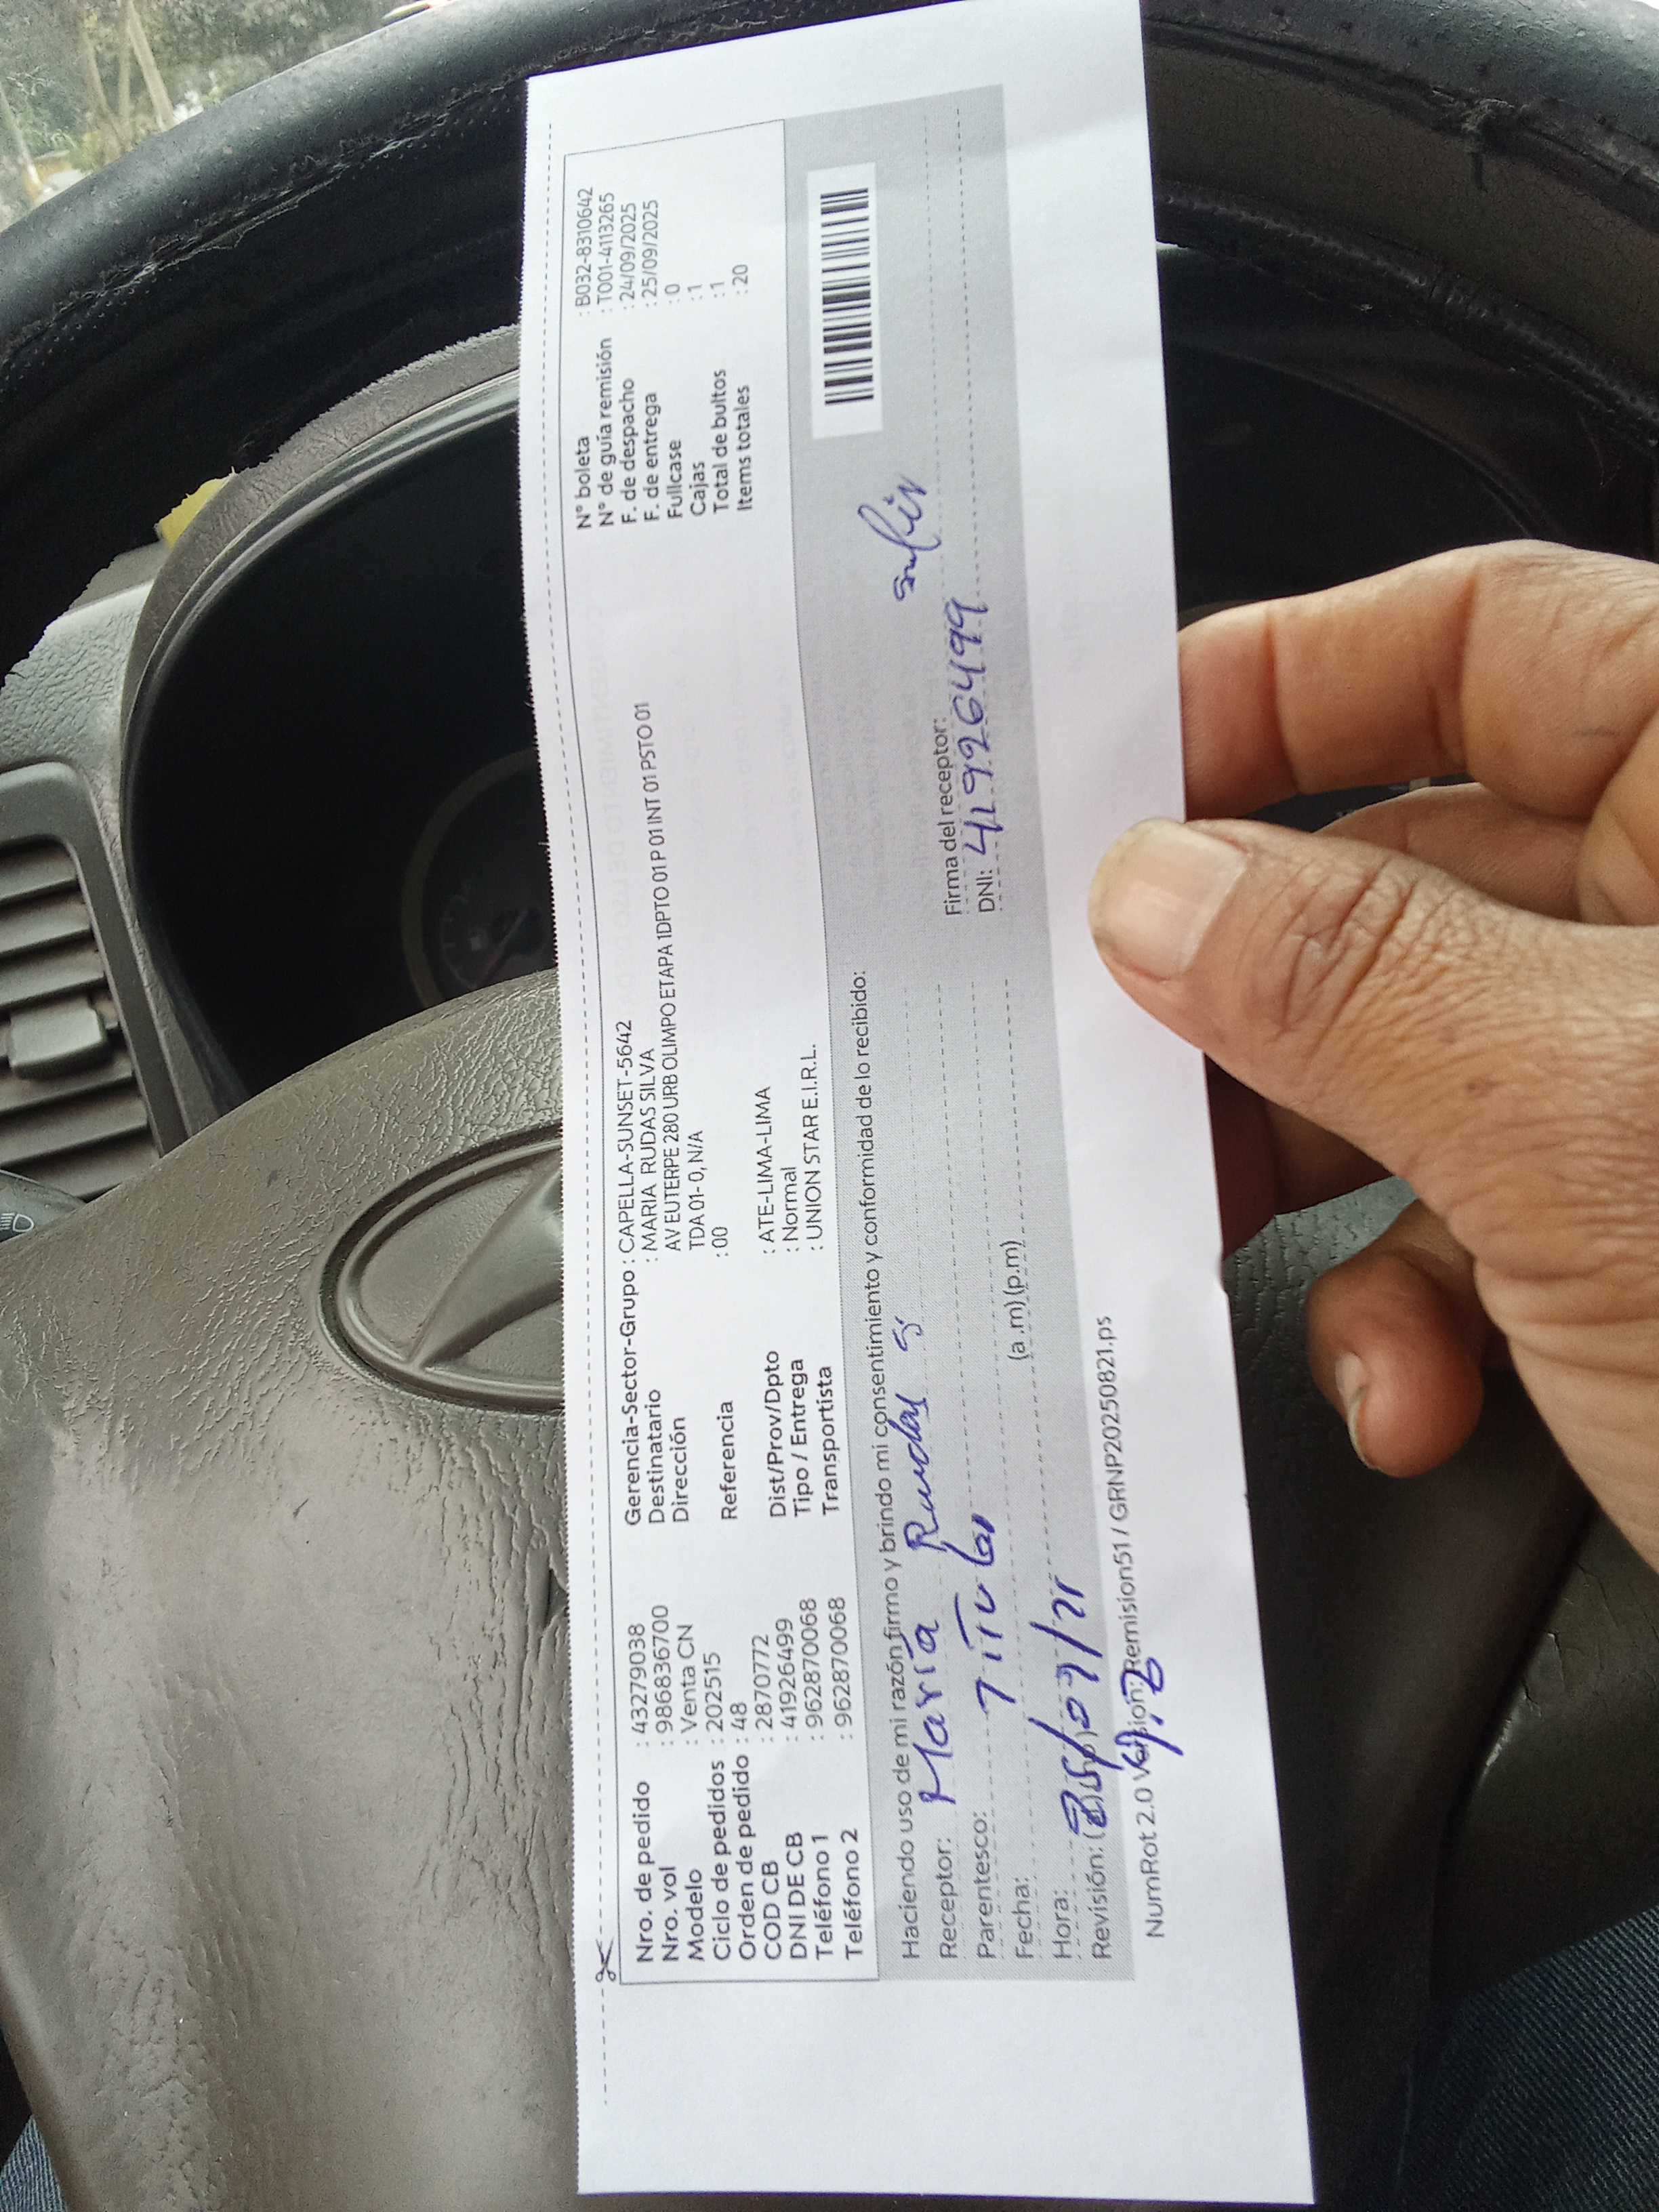 Nro. de pedido : 43279038
Nro. vol : 986836700
Modelo : Venta CN
Ciclo de pedidos : 202515
Orden de pedido : 48
COD CB : 2870772
DNI DE CB : 41926499
Teléfono 1 : 962870068
Teléfono 2 : 962870068
Gerencia-Sector-Grupo : CAPELLA-SUNSET-5642
Destinatario : MARIA RUDAS SILVA
Dirección AV EUTERPE 280 URB OLIMPO ETAPA 1DPTO 01 P 01 INT 01 PSTO 01
TDA 01- 0, N/A
Referencia : 00
Dist/Prov/Dpto : ATE-LIMA-LIMA
Tipo / Entrega : Normal
Transportista : UNION STAR E.I.R.L.
N° boleta : B032-8310642
N° de guía remisión : T001-4113265
F. de despacho : 24/09/2025
F. de entrega : 25/09/2025
Fullcase : 0
Cajas : 1
Total de bultos : 1
Items totales : 20
Haciendo uso de mi razón firmo y brindo mi consentimiento y conformidad de lo recibido:
Receptor: Maria Rudas S
Parentesco: Titular
Fecha:
Hora: (a.m) (p.m)
Revisión:
Firma del receptor:
DNI: 41926499
NumRot 2.0 Version: Remision51 / GRNP20250821.ps